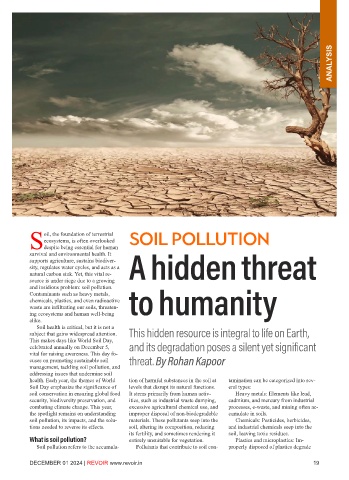 ANALYSIS
SOIL POLLUTION
A hidden threat
to humanity
This hidden resource is integral to life on Earth,
and its degradation poses a silent yet significant
threat. By Rohan Kapoor
Soil, the foundation of terrestrial
ecosystems, is often overlooked
despite being essential for human
survival and environmental health. It
supports agriculture, sustains biodiver-
sity, regulates water cycles, and acts as a
natural carbon sink. Yet, this vital re-
source is under siege due to a growing
and insidious problem: soil pollution.
Contaminants such as heavy metals,
chemicals, plastics, and even radioactive
waste are infiltrating our soils, threaten-
ing ecosystems and human well-being
alike.
Soil health is critical, but it is not a
subject that gains widespread attention.
This makes days like World Soil Day,
celebrated annually on December 5,
vital for raising awareness. This day fo-
cuses on promoting sustainable soil
management, tackling soil pollution, and
addressing issues that undermine soil
health. Each year, the themes of World
Soil Day emphasize the significance of
soil conservation in ensuring global food
security, biodiversity preservation, and
combating climate change. This year,
the spotlight remains on understanding
soil pollution, its impacts, and the solu-
tions needed to reverse its effects.
What is soil pollution?
Soil pollution refers to the accumula-
tion of harmful substances in the soil at
levels that disrupt its natural functions.
It stems primarily from human activ-
ities, such as industrial waste dumping,
excessive agricultural chemical use, and
improper disposal of non-biodegradable
materials. These pollutants seep into the
soil, altering its composition, reducing
its fertility, and sometimes rendering it
entirely unsuitable for vegetation.
Pollutants that contribute to soil con-
tamination can be categorized into sev-
eral types:
Heavy metals: Elements like lead,
cadmium, and mercury from industrial
processes, e-waste, and mining often ac-
cumulate in soils.
Chemicals: Pesticides, herbicides,
and industrial chemicals seep into the
soil, leaving toxic residues.
Plastics and microplastics: Im-
properly disposed of plastics degrade
DECEMBER 01 2024 | REVOIR www.revoir.in
19